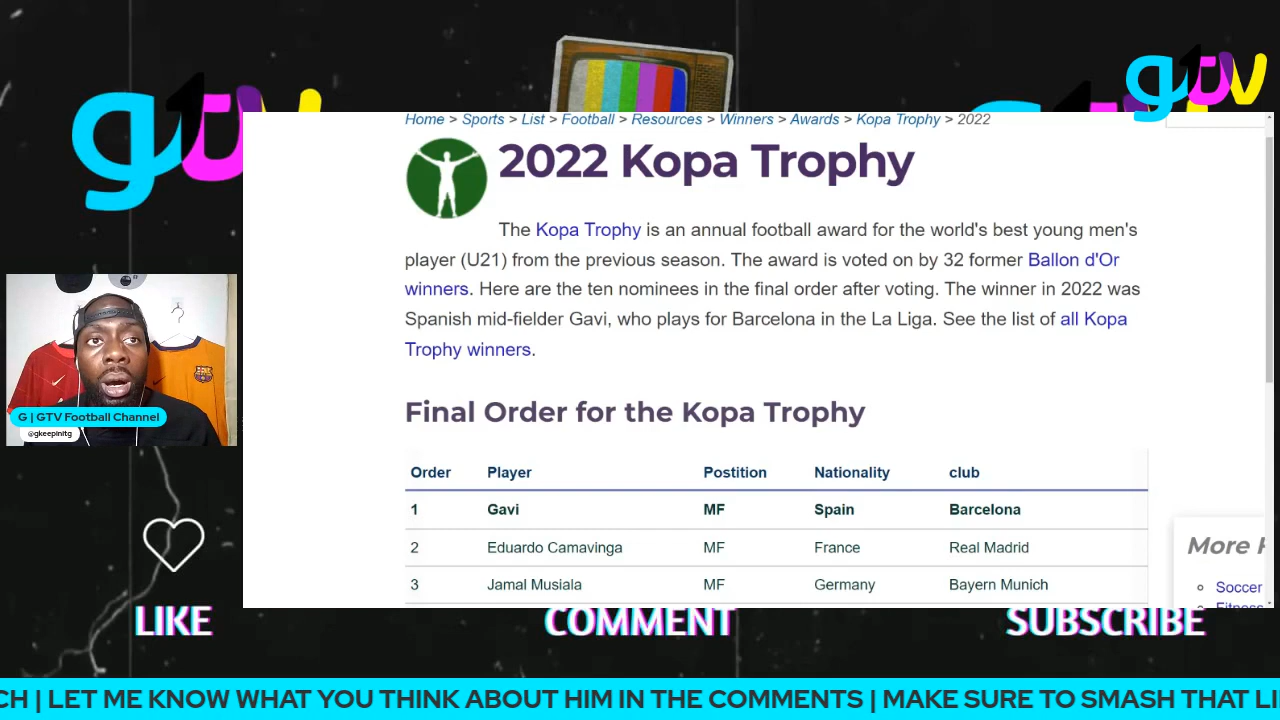 gtv
gtv
Home > Sports > List > Football > Resources > Winners > Awards > Kopa Trophy > 2022
2022 Kopa Trophy
The Kopa Trophy is an annual football award for the world's best young men's
player (U21) from the previous season. The award is voted on by 32 former Ballon d'Or
winners. Here are the ten nominees in the final order after voting. The winner in 2022 was
Spanish mid-fielder Gavi, who plays for Barcelona in the La Liga. See the list of all Kopa
Trophy winners.
Final Order for the Kopa Trophy
Order Player Postition Nationality club
1 Gavi MF Spain Barcelona
2 Eduardo Camavinga MF France Real Madrid
3 Jamal Musiala MF Germany Bayern Munich
More
Soccer
Fitness
G | GTV Football Channel
@gkeepinitg
LIKE COMMENT SUBSCRIBE
CH | LET ME KNOW WHAT YOU THINK ABOUT HIM IN THE COMMENTS | MAKE SURE TO SMASH THAT LI